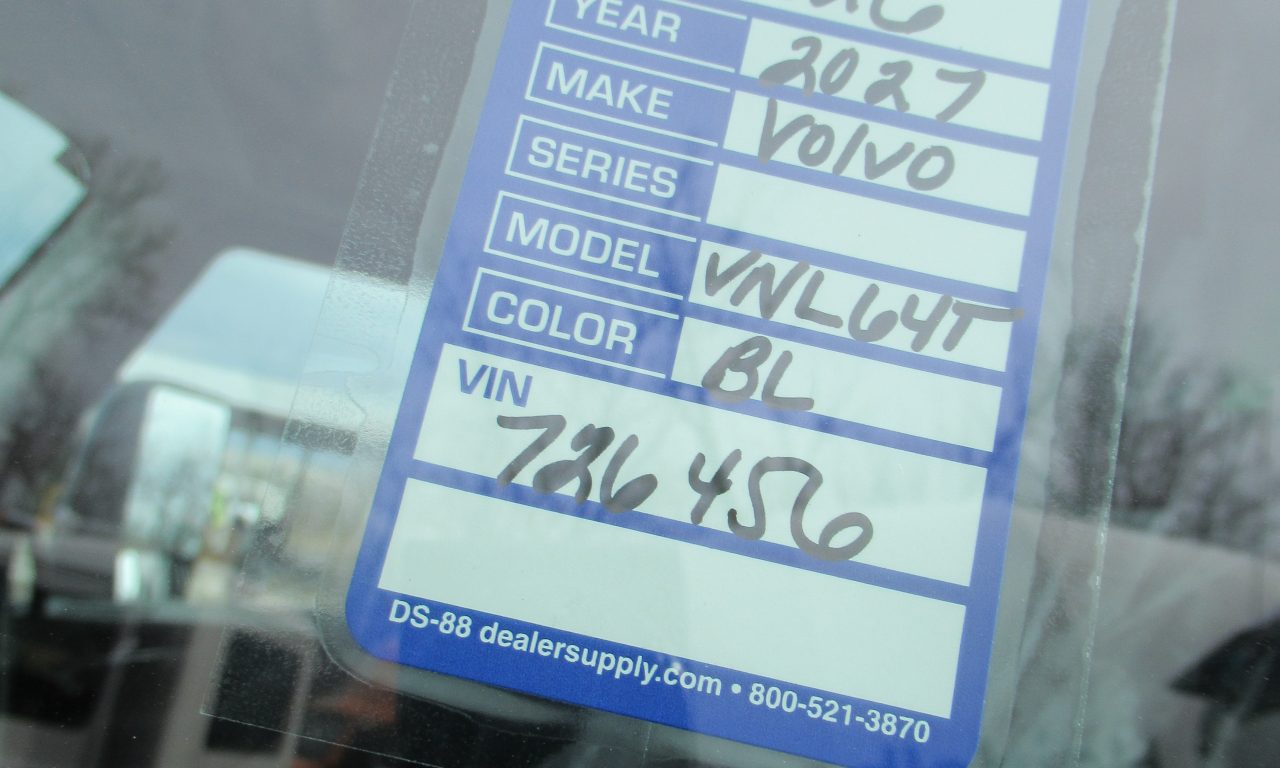 YEAR 2027
MAKE Volvo
SERIES
MODEL VNL64T
COLOR BL
VIN
726456
DS-88 dealersupply.com • 800-521-3870